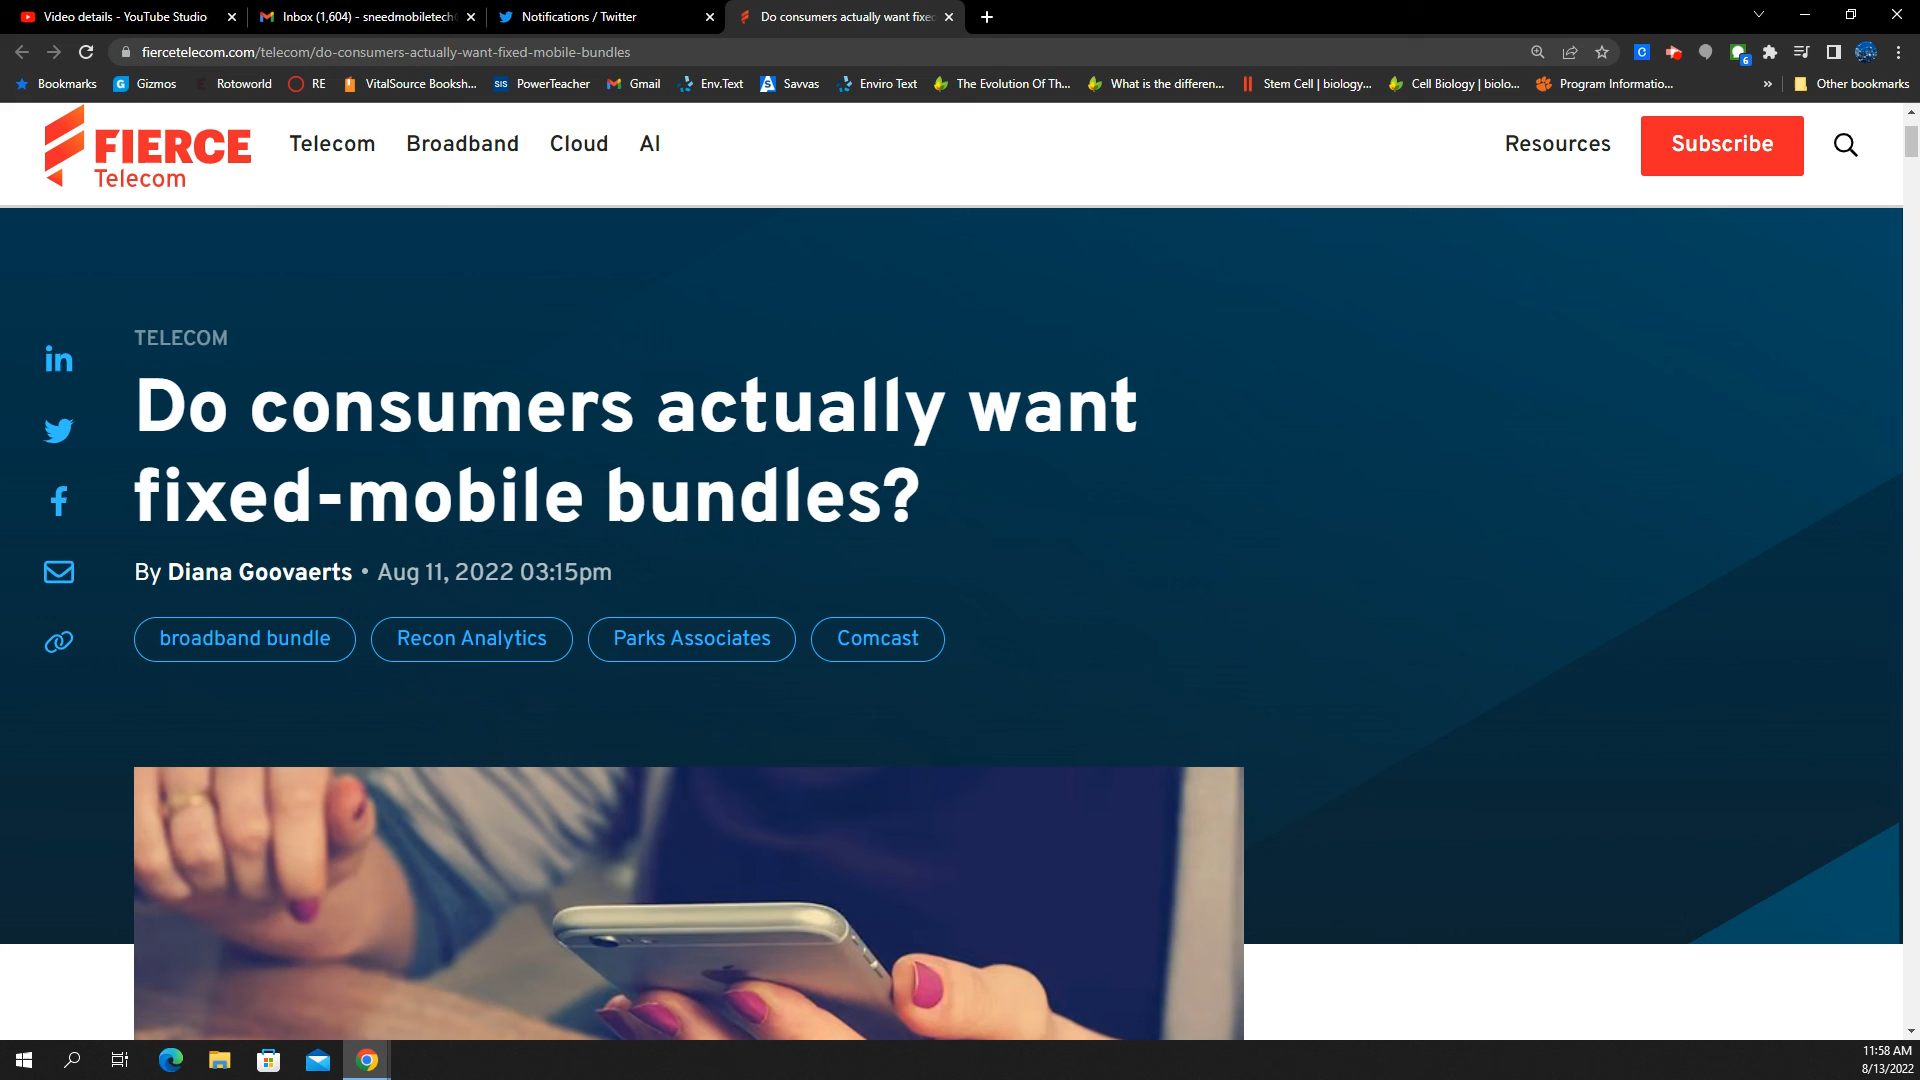 Video details - YouTube Studio
Inbox (1,604) - sneedmobiletech
Notifications / Twitter
Do consumers actually want fixe
fiercetelecom.com/telecom/do-consumers-actually-want-fixed-mobile-bundles
6
Bookmarks
G Gizmos
Rotoworld
RE
VitalSource Booksh...
SIS PowerTeacher
Gmail
Env.Text
Savvas
Enviro Text
The Evolution Of Th...
What is the differen...
Stem Cell | biology...
Cell Biology | biolo...
Program Informatio...
»
Other bookmarks
FIERCE
Telecom
Telecom
Broadband
Cloud
AI
Resources
Subscribe
TELECOM
Do consumers actually want
fixed-mobile bundles?
By Diana Goovaerts • Aug 11, 2022 03:15pm
broadband bundle
Recon Analytics
Parks Associates
Comcast
11:58 AM
8/13/2022